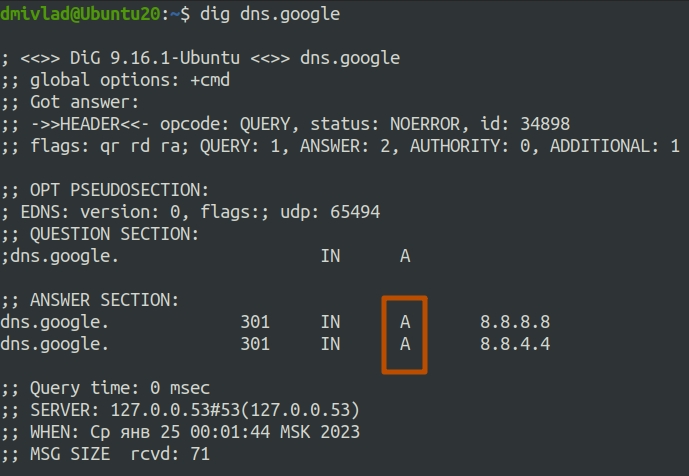 dmivlad@Ubuntu20:~$ dig dns.google

; <<>> DiG 9.16.1-Ubuntu <<>> dns.google
;; global options: +cmd
;; Got answer:
;; ->>HEADER<<- opcode: QUERY, status: NOERROR, id: 34898
;; flags: qr rd ra; QUERY: 1, ANSWER: 2, AUTHORITY: 0, ADDITIONAL: 1

;; OPT PSEUDOSECTION:
; EDNS: version: 0, flags:; udp: 65494
;; QUESTION SECTION:
;dns.google.                    IN      A

;; ANSWER SECTION:
dns.google.             301     IN      A       8.8.8.8
dns.google.             301     IN      A       8.8.4.4

;; Query time: 0 msec
;; SERVER: 127.0.0.53#53(127.0.0.53)
;; WHEN: Ср янв 25 00:01:44 MSK 2023
;; MSG SIZE  rcvd: 71